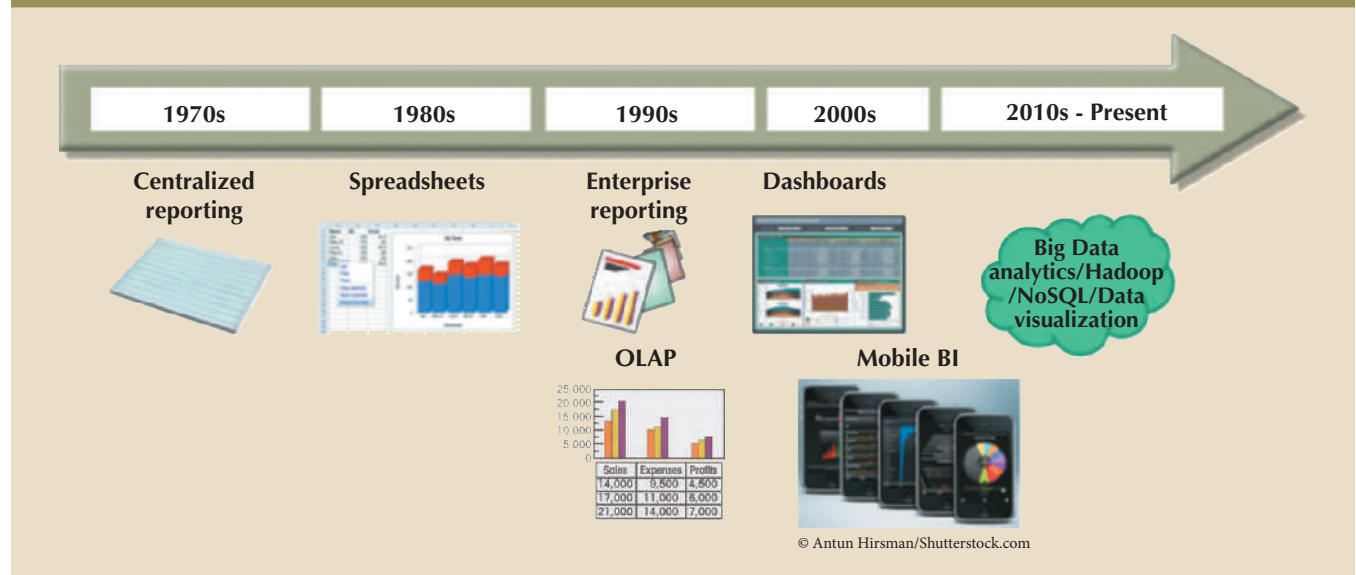 1970s
1980s
1990s
2000s
2010s - Present
Centralized
reporting
Spreadsheets
Enterprise
reporting
Dashboards
Big Data
analytics/Hadoop
/NoSQL/Data
visualization
OLAP
25 000
20 000
15 000
10 000
5 000
0
Sales Expenses Profits
14,000 9,500 4,500
17,000 11,000 6,000
21,000 14,000 7,000
Mobile BI
© Antun Hirsman/Shutterstock.com